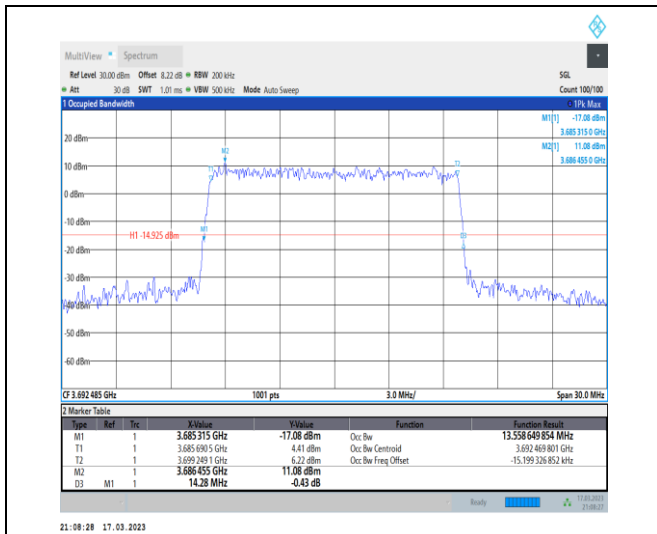 MultiView Spectrum
Ref Level 30.00 dBm Offset 8.22 dB RBW 200 kHz SGL
Att 30 dB SWT 1.01 ms VBW 500 kHz Mode Auto Sweep Count 100/100
1 Occupied Bandwidth 1Pk Max
M1[1] -17.08 dBm
3.685 315 0 GHz
M2[1] 11.08 dBm
3.686 455 0 GHz
20 dBm
M2
10 dBm
T1 T2
0 dBm
-10 dBm
M1 D3
H1 -14.925 dBm
-20 dBm
-30 dBm
-40 dBm
-50 dBm
-60 dBm
CF 3.692 485 GHz 1001 pts 3.0 MHz/ Span 30.0 MHz
2 Marker Table
Type Ref Trc X-Value Y-Value Function Function Result
M1 1 3.685 315 GHz -17.08 dBm Occ Bw 13.558 649 854 MHz
T1 1 3.685 690 5 GHz 4.41 dBm Occ Bw Centroid 3.692 469 801 GHz
T2 1 3.699 249 1 GHz 6.22 dBm Occ Bw Freq Offset -15.199 326 852 kHz
M2 1 3.686 455 GHz 11.08 dBm
D3 M1 1 14.28 MHz -0.43 dB
Ready 17.03.2023
21:08:27
21:08:28 17.03.2023